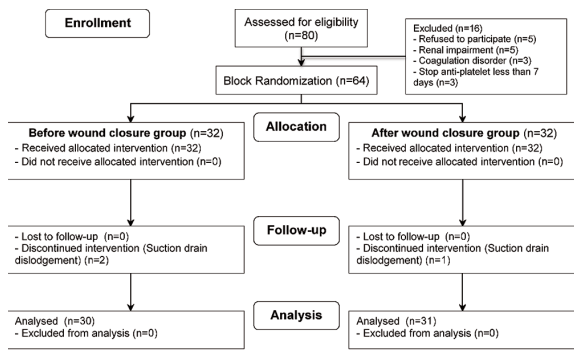 Enrollment
Assessed for eligibility
(n=80)
Excluded (n=16)
- Refused to participate (n=5)
- Renal impairment (n=5)
- Coagulation disorder (n=3)
- Stop anti-platelet less than 7
days (n=3)
Block Randomization (n=64)
Allocation
Before wound closure group (n=32)
- Received allocated intervention (n=32)
- Did not receive allocated intervention (n=0)
After wound closure group (n=32)
- Received allocated intervention (n=32)
- Did not receive allocated intervention (n=0)
Follow-up
- Lost to follow-up (n=0)
- Discontinued intervention (Suction drain
dislodgement) (n=2)
- Lost to follow-up (n=0)
- Discontinued intervention (Suction drain
dislodgement) (n=1)
Analysis
Analysed (n=30)
- Excluded from analysis (n=0)
Analysed (n=31)
- Excluded from analysis (n=0)